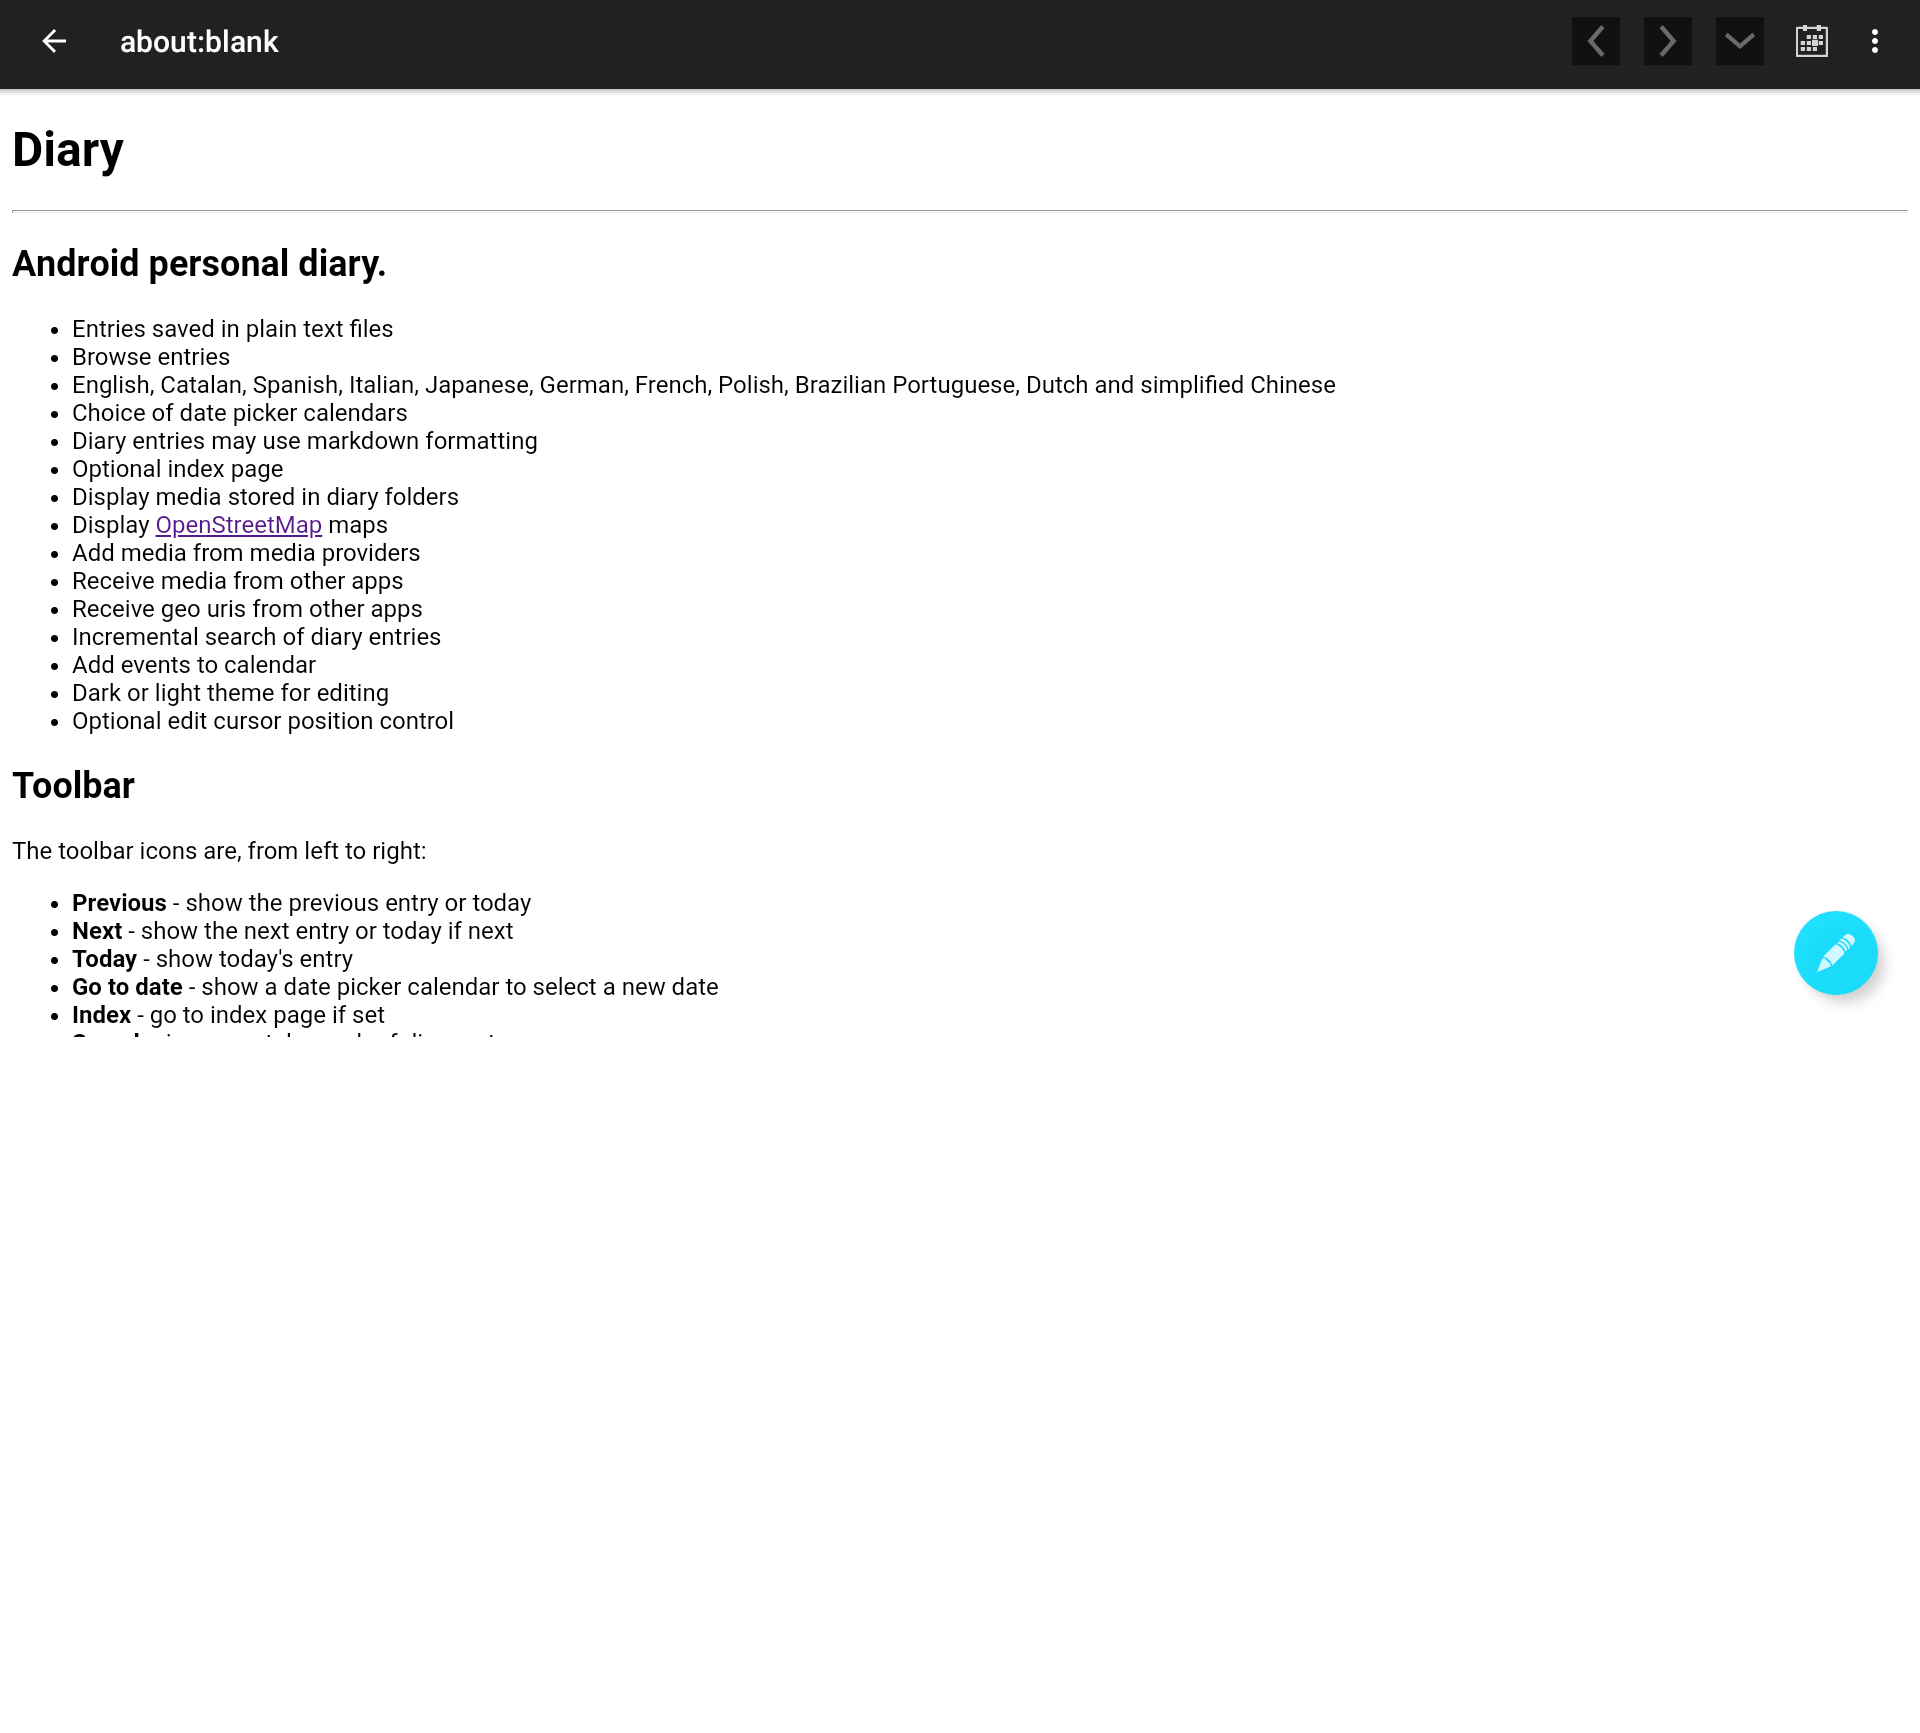 about:blank
Diary
Android personal diary.
Entries saved in plain text files
Browse entries
English, Catalan, Spanish, Italian, Japanese, German, French, Polish, Brazilian Portuguese, Dutch and simplified Chinese
Choice of date picker calendars
Diary entries may use markdown formatting
Optional index page
Display media stored in diary folders
Display OpenStreetMap maps
Add media from media providers
Receive media from other apps
Receive geo uris from other apps
Incremental search of diary entries
Add events to calendar
Dark or light theme for editing
Optional edit cursor position control
Toolbar
The toolbar icons are, from left to right:
Previous - show the previous entry or today
Next - show the next entry or today if next
Today - show today's entry
Go to date - show a date picker calendar to select a new date
Index - go to index page if set